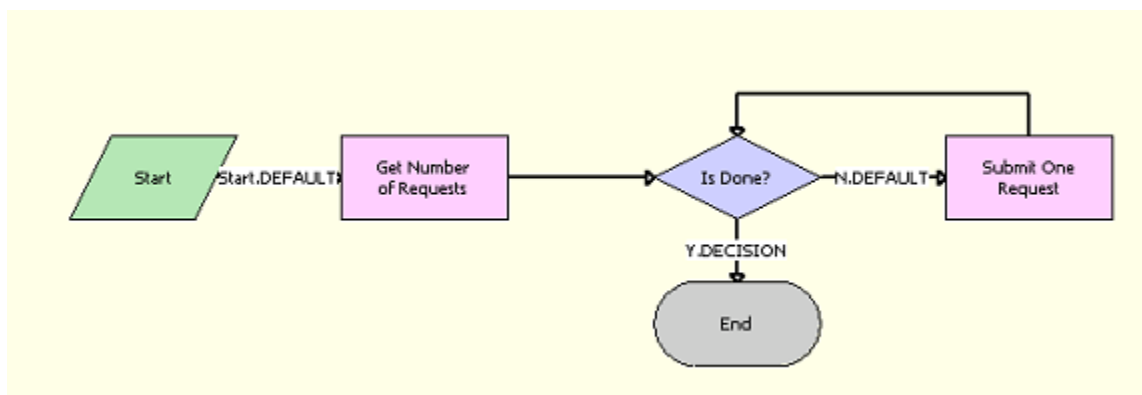 Start
Start.DEFAULT
Get Number
of Requests
Is Done?
N.DEFAULT
Submit One
Request
Y.DECISION
End